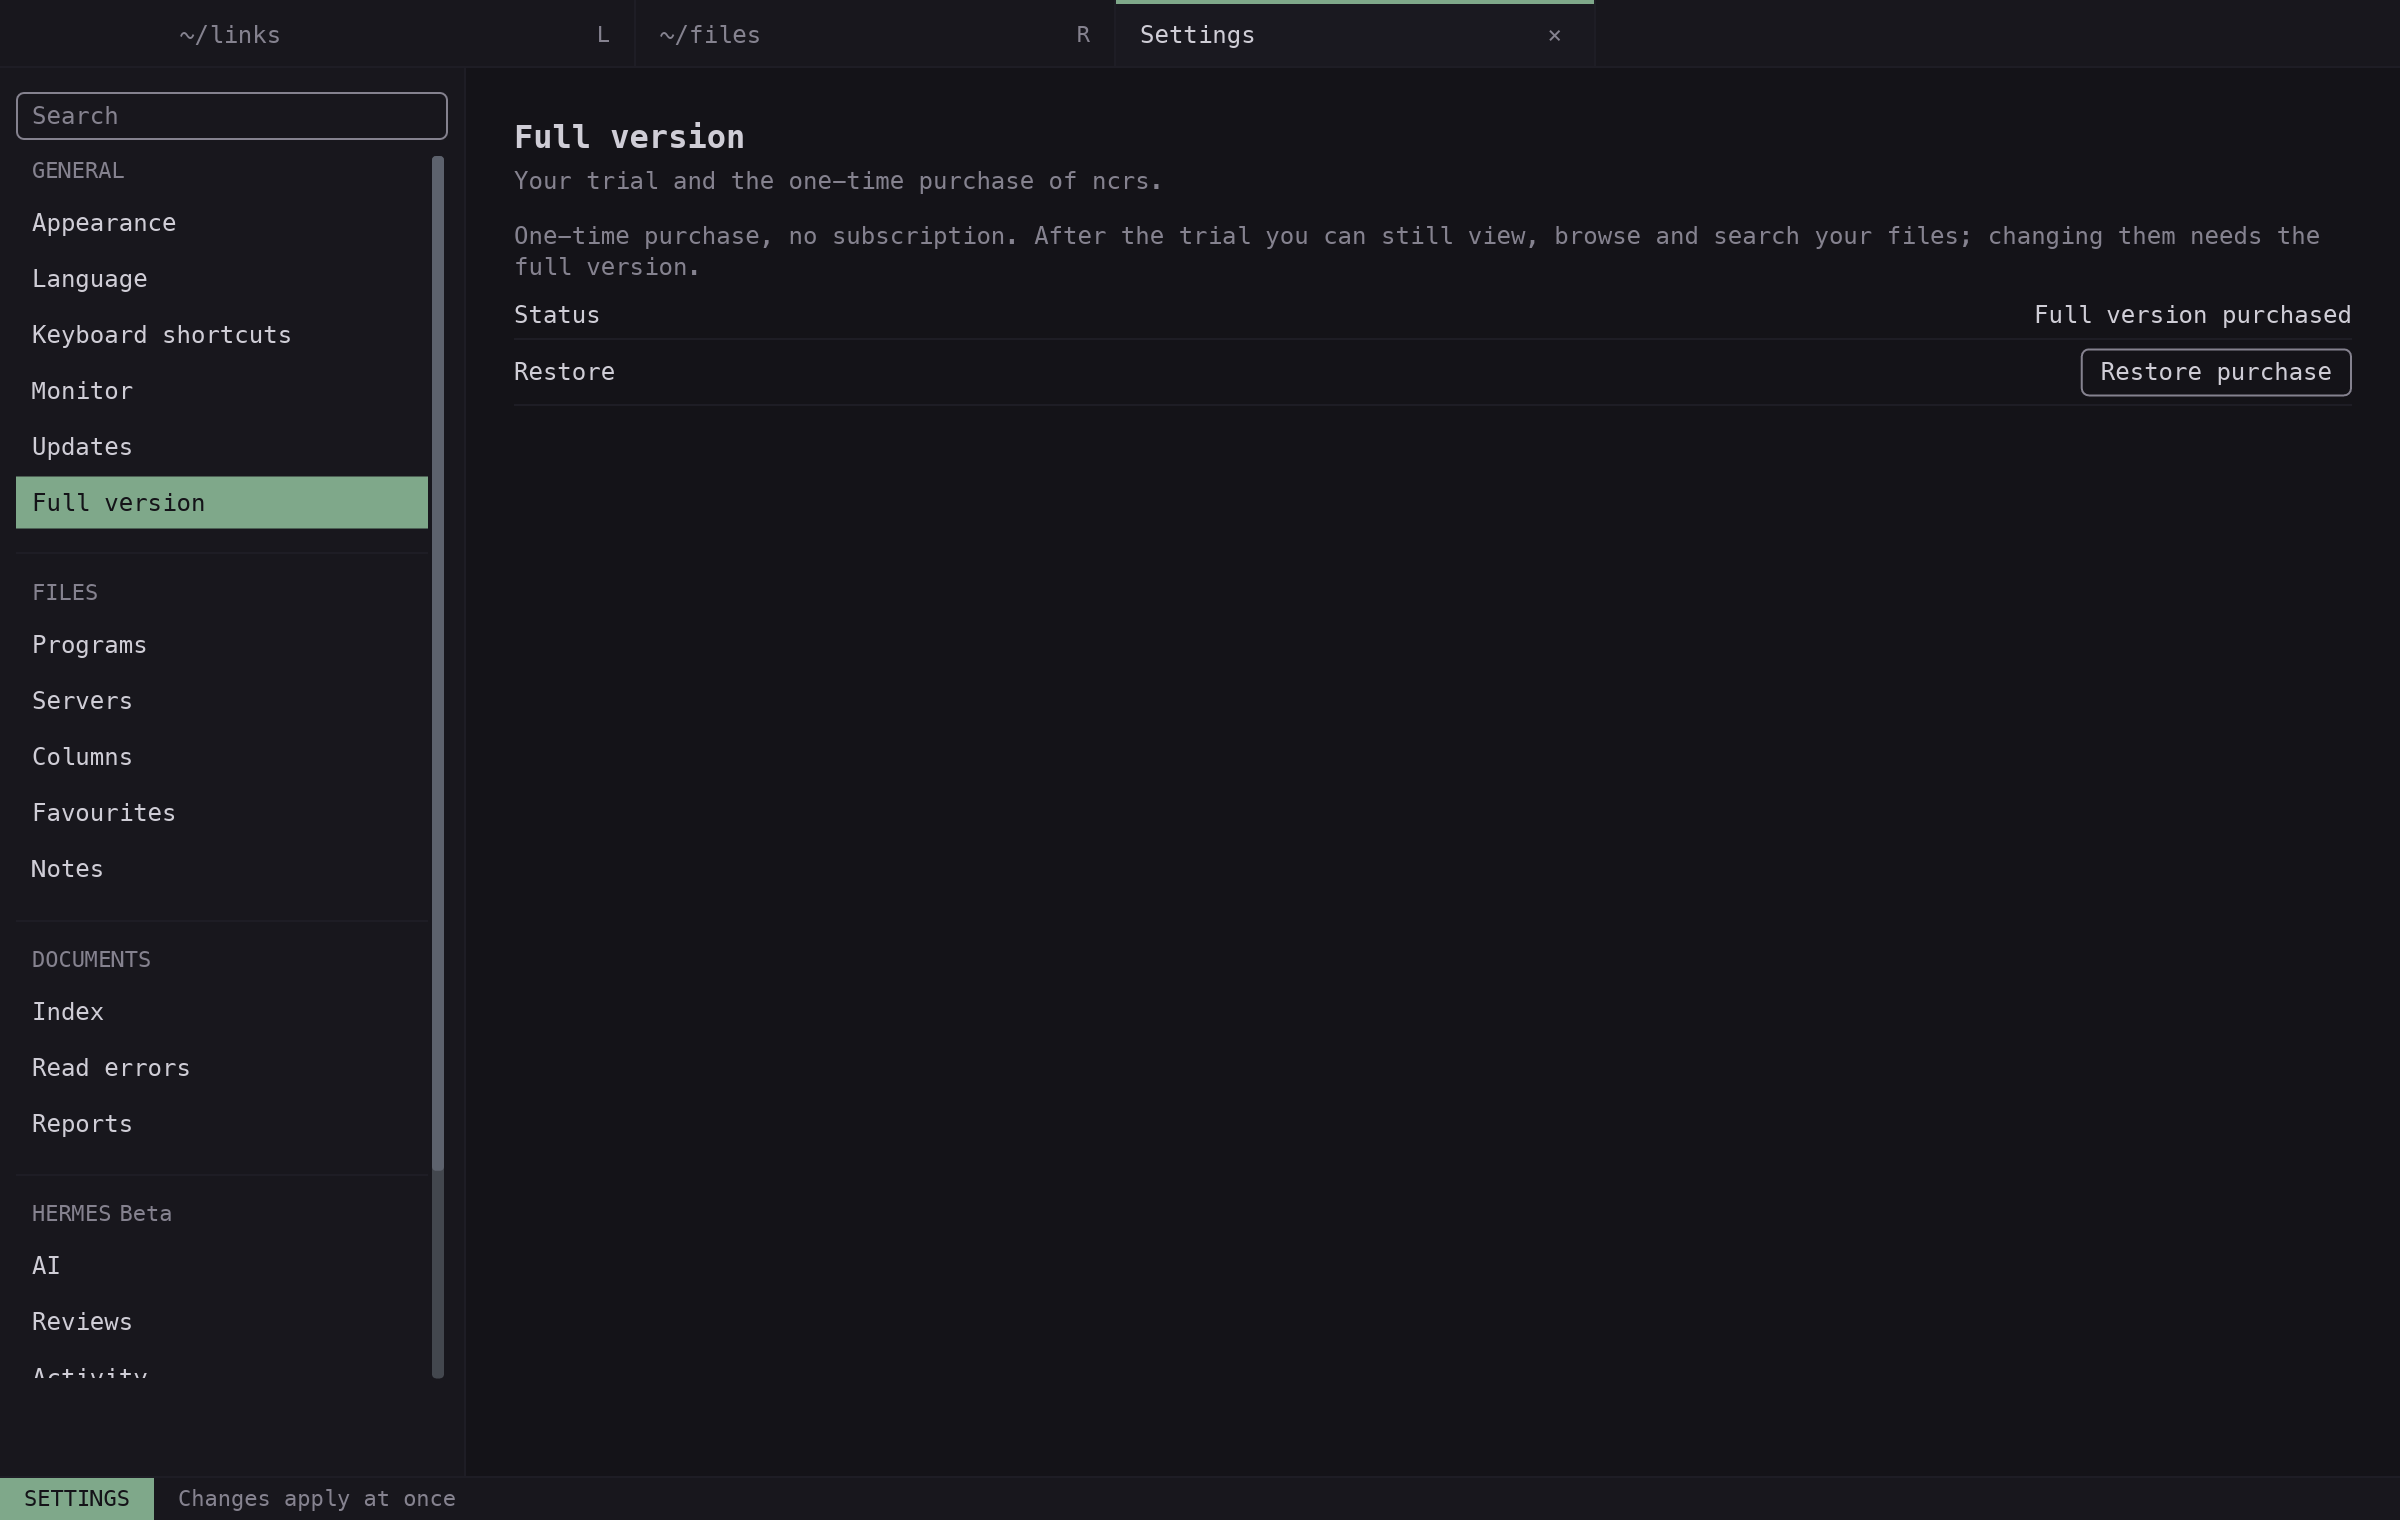 ~/links L ~/files R Settings ×
Search
GENERAL
Appearance
Language
Keyboard shortcuts
Monitor
Updates
Full version
FILES
Programs
Servers
Columns
Favourites
Notes
DOCUMENTS
Index
Read errors
Reports
HERMES Beta
AI
Reviews
Activity
Full version
Your trial and the one-time purchase of ncrs.
One-time purchase, no subscription. After the trial you can still view, browse and search your files; changing them needs the
full version.
Status Full version purchased
Restore Restore purchase
SETTINGS Changes apply at once